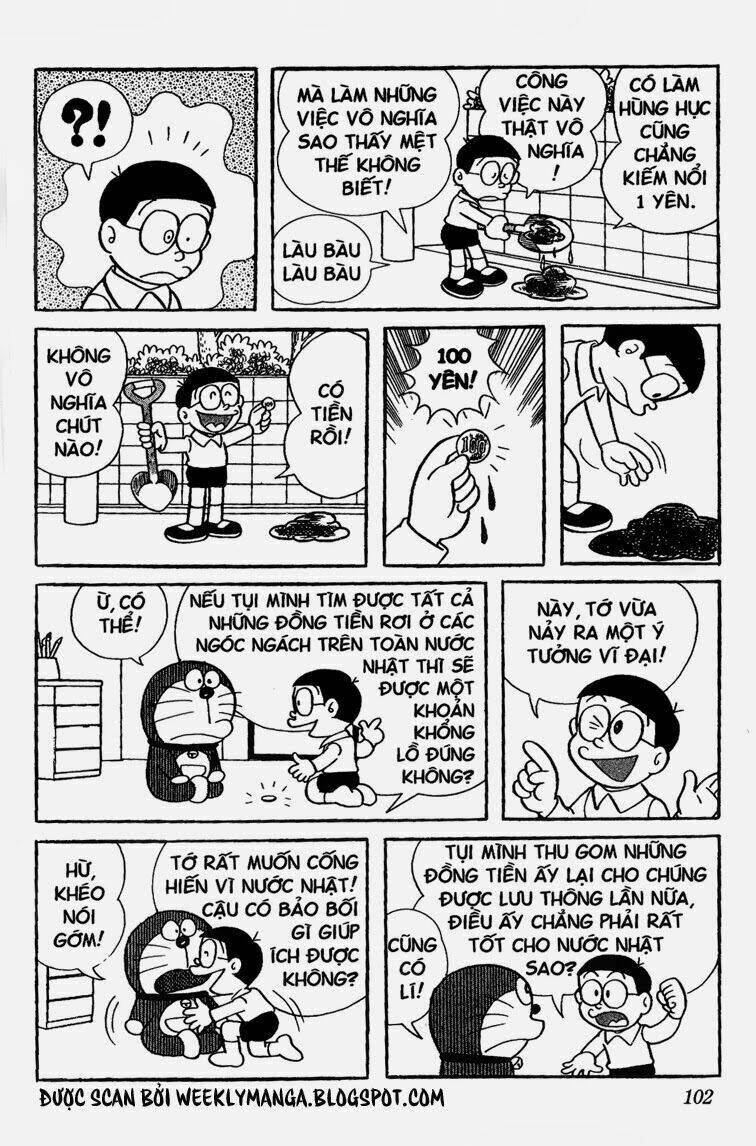 CÓ LÀM
HÙNG HỤC
CŨNG
CHẲNG
KIẾM NỔI
1 YÊN.
CÔNG
VIỆC NÀY
THẬT VÔ
NGHĨA
!
MÀ LÀM NHỮNG
VIỆC VÔ NGHĨA
SAO THẤY MỆT
THẾ KHÔNG
BIẾT!
LÀU BÀU
LÀU BÀU
?!
100
YÊN!
100
CÓ
TIỀN
RỒI!
KHÔNG
VÔ
NGHĨA
CHÚT
NÀO!
NÀY, TỚ VỪA
NẢY RA MỘT Ý
TƯỞNG VĨ ĐẠI!
NẾU TỤI MÌNH TÌM ĐƯỢC TẤT CẢ
NHỮNG ĐỒNG TIỀN RƠI Ở CÁC
NGÓC NGÁCH TRÊN TOÀN NƯỚC
NHẬT THÌ SẼ
ĐƯỢC MỘT
KHOẢN
KHỔNG
LỒ ĐÚNG
KHÔNG?
Ừ, CÓ
THỂ!
TỤI MÌNH THU GOM NHỮNG
ĐỒNG TIỀN ẤY LẠI CHO CHÚNG
ĐƯỢC LƯU THÔNG LẦN NỮA,
ĐIỀU ẤY CHẲNG PHẢI RẤT
TỐT CHO NƯỚC NHẬT
SAO?
CŨNG
CÓ
LÍ!
TỚ RẤT MUỐN CỐNG
HIẾN VÌ NƯỚC NHẬT!
CẬU CÓ BẢO BỐI
GÌ GIÚP
ÍCH ĐƯỢC
KHÔNG?
HỪ,
KHÉO
NÓI
GỚM!
ĐƯỢC SCAN BỞI WEEKLYMANGA.BLOGSPOT.COM
102